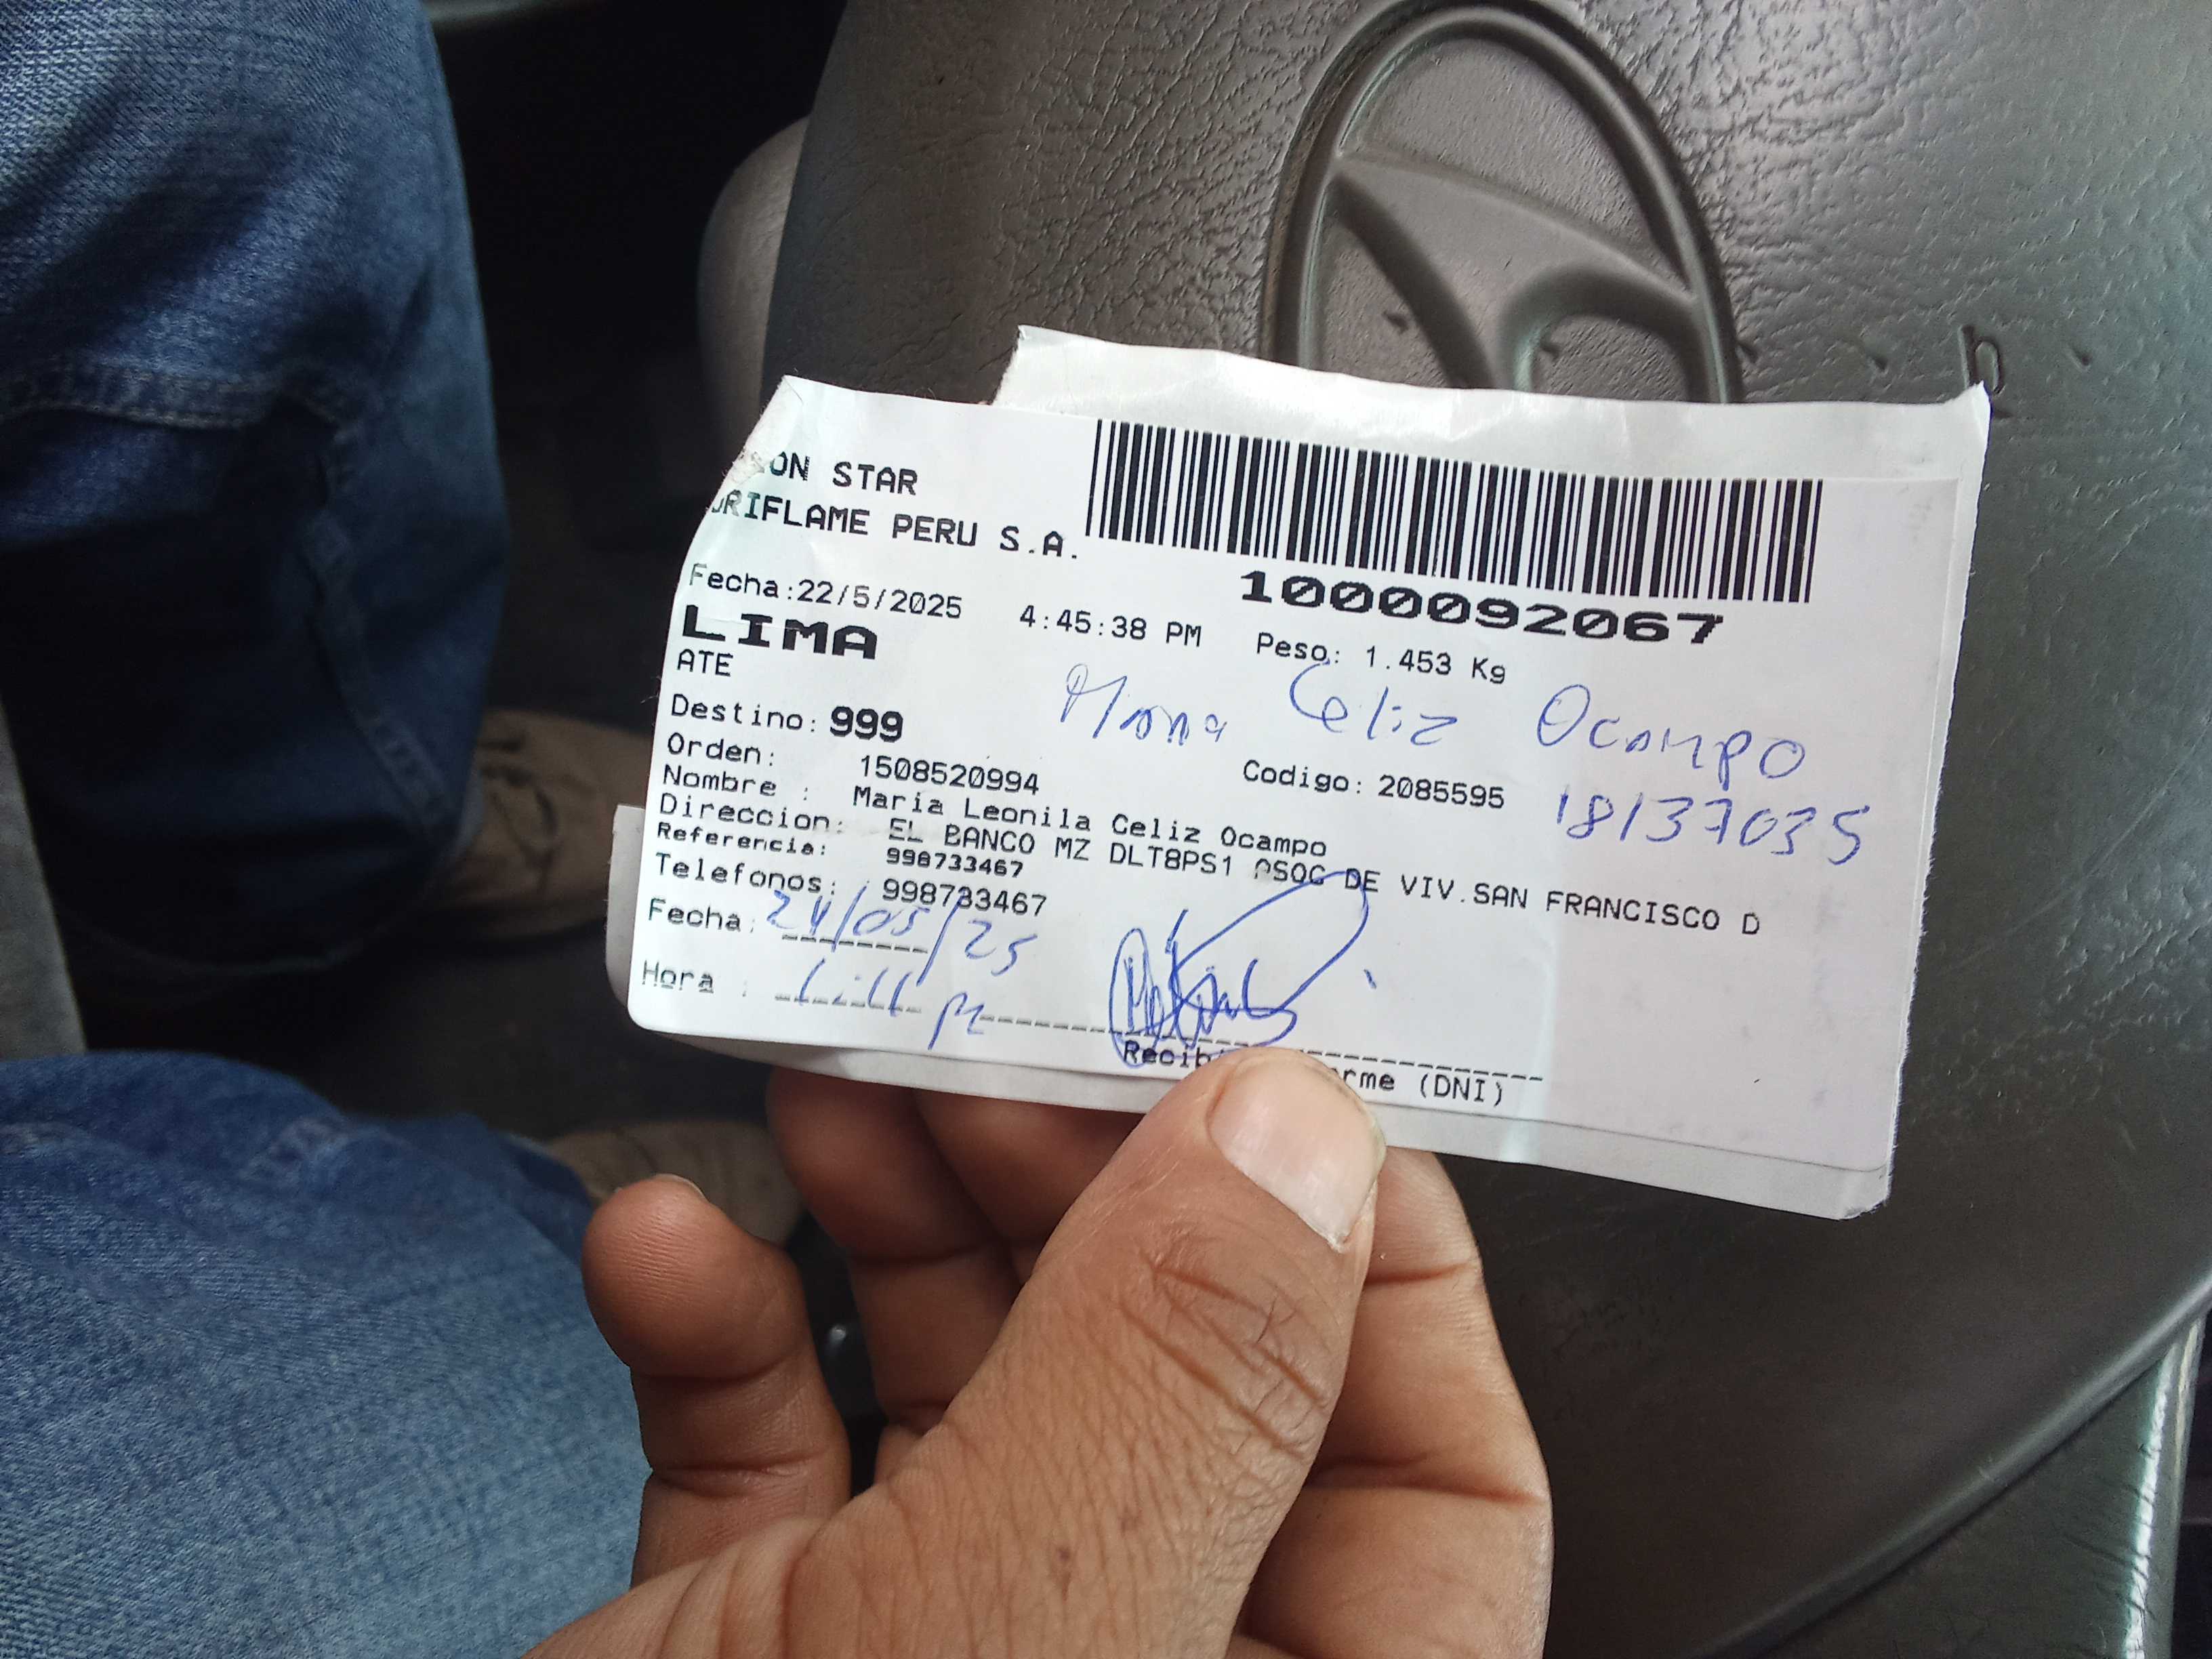 ON STAR
ORIFLAME PERU S.A.
1000092067
Fecha:22/5/2025 4:45:38 PM Peso: 1.453 Kg
LIMA
ATE
Maria Celiz Ocampo
Destino: 999
Orden: 1508520994 Codigo: 2085595
18137035
Nombre : Maria Leonila Celiz Ocampo
Direccion: EL BANCO MZ DLT8PS1 ASOC DE VIV.SAN FRANCISCO D
Referencia: 998733467
Telefonos: 998733467
Fecha: 24/05/25
Hora :
(DNI)